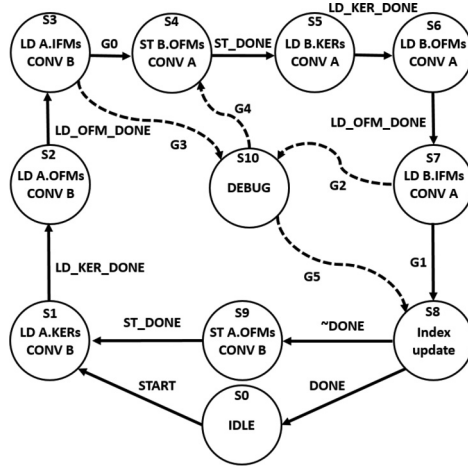 LD_KER_DONE
S3
LD A.IFMs
CONV B
G0
S4
ST B.OFMs
CONV A
ST_DONE
S5
LD B.KERs
CONV A
S6
LD B.OFMs
CONV A
G4
LD_OFM_DONE
G3
LD_OFM_DONE
S2
LD A.OFMs
CONV B
S10
DEBUG
G2
S7
LD B.IFMs
CONV A
LD_KER_DONE
G5
G1
S1
LD A.KERs
CONV B
ST_DONE
S9
ST A.OFMs
CONV B
~DONE
S8
Index
update
START
DONE
S0
IDLE